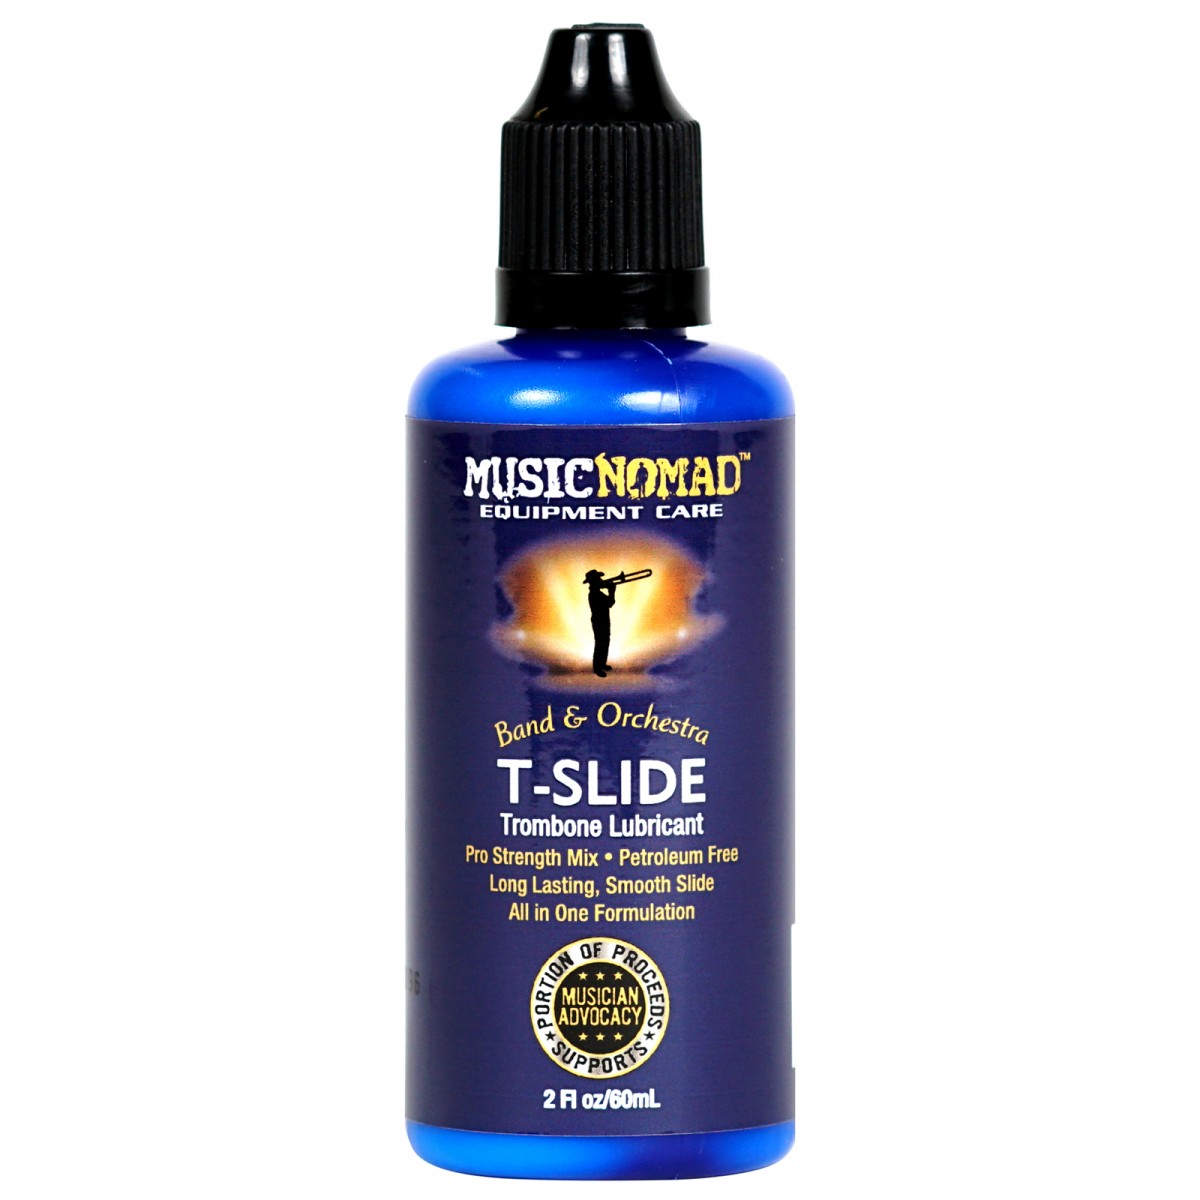 MUSICNOMAD™
EQUIPMENT CARE
Band & Orchestra
T-SLIDE
Trombone Lubricant
Pro Strength Mix • Petroleum Free
Long Lasting, Smooth Slide
All in One Formulation
PORTION OF PROCEEDS
★ ★ ★
MUSICIAN
ADVOCACY
★ ★ ★
★ SUPPORTS ★
2 Fl oz/60mL